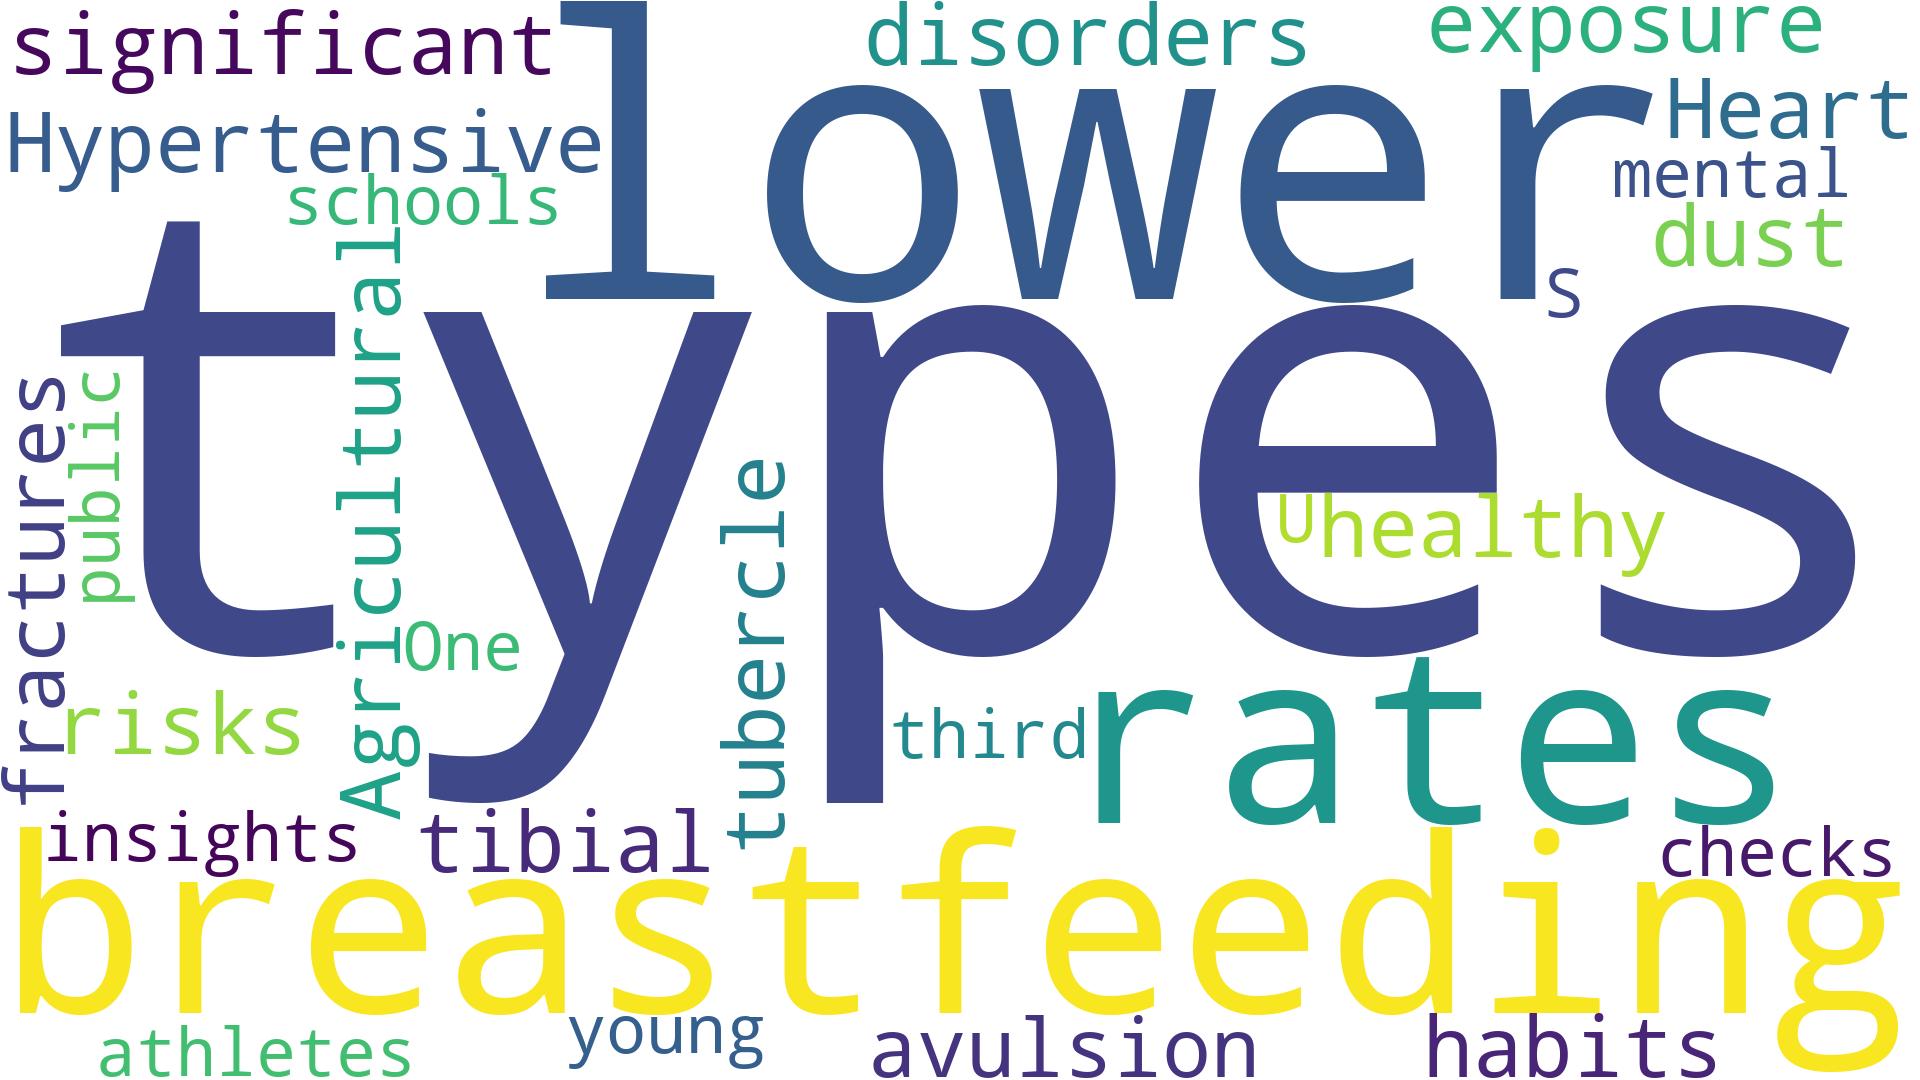 significant
disorders
exposure
lower
Heart
Hypertensive
mental
schools
dust
S
types
Agricultural
public
fractures
tubercle
U
healthy
One
risks
third
rates
insights
tibial
checks
breastfeeding
athletes
young
avulsion
habits